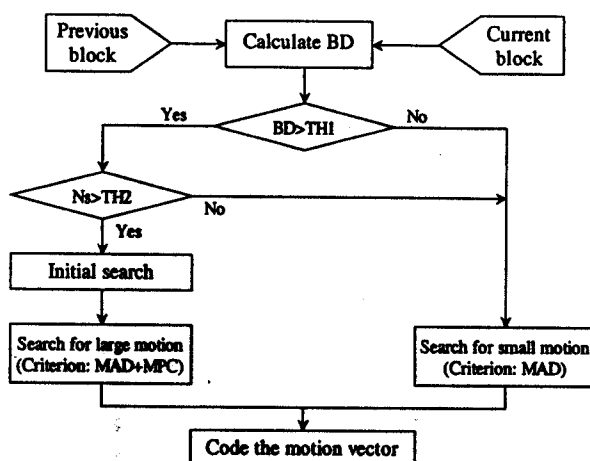 Previous
block
Calculate BD
Current
block
Yes
BD>TH1
No
Ns>TH2
No
Yes
Initial search
Search for large motion
(Criterion: MAD+MPC)
Search for small motion
(Criterion: MAD)
Code the motion vector